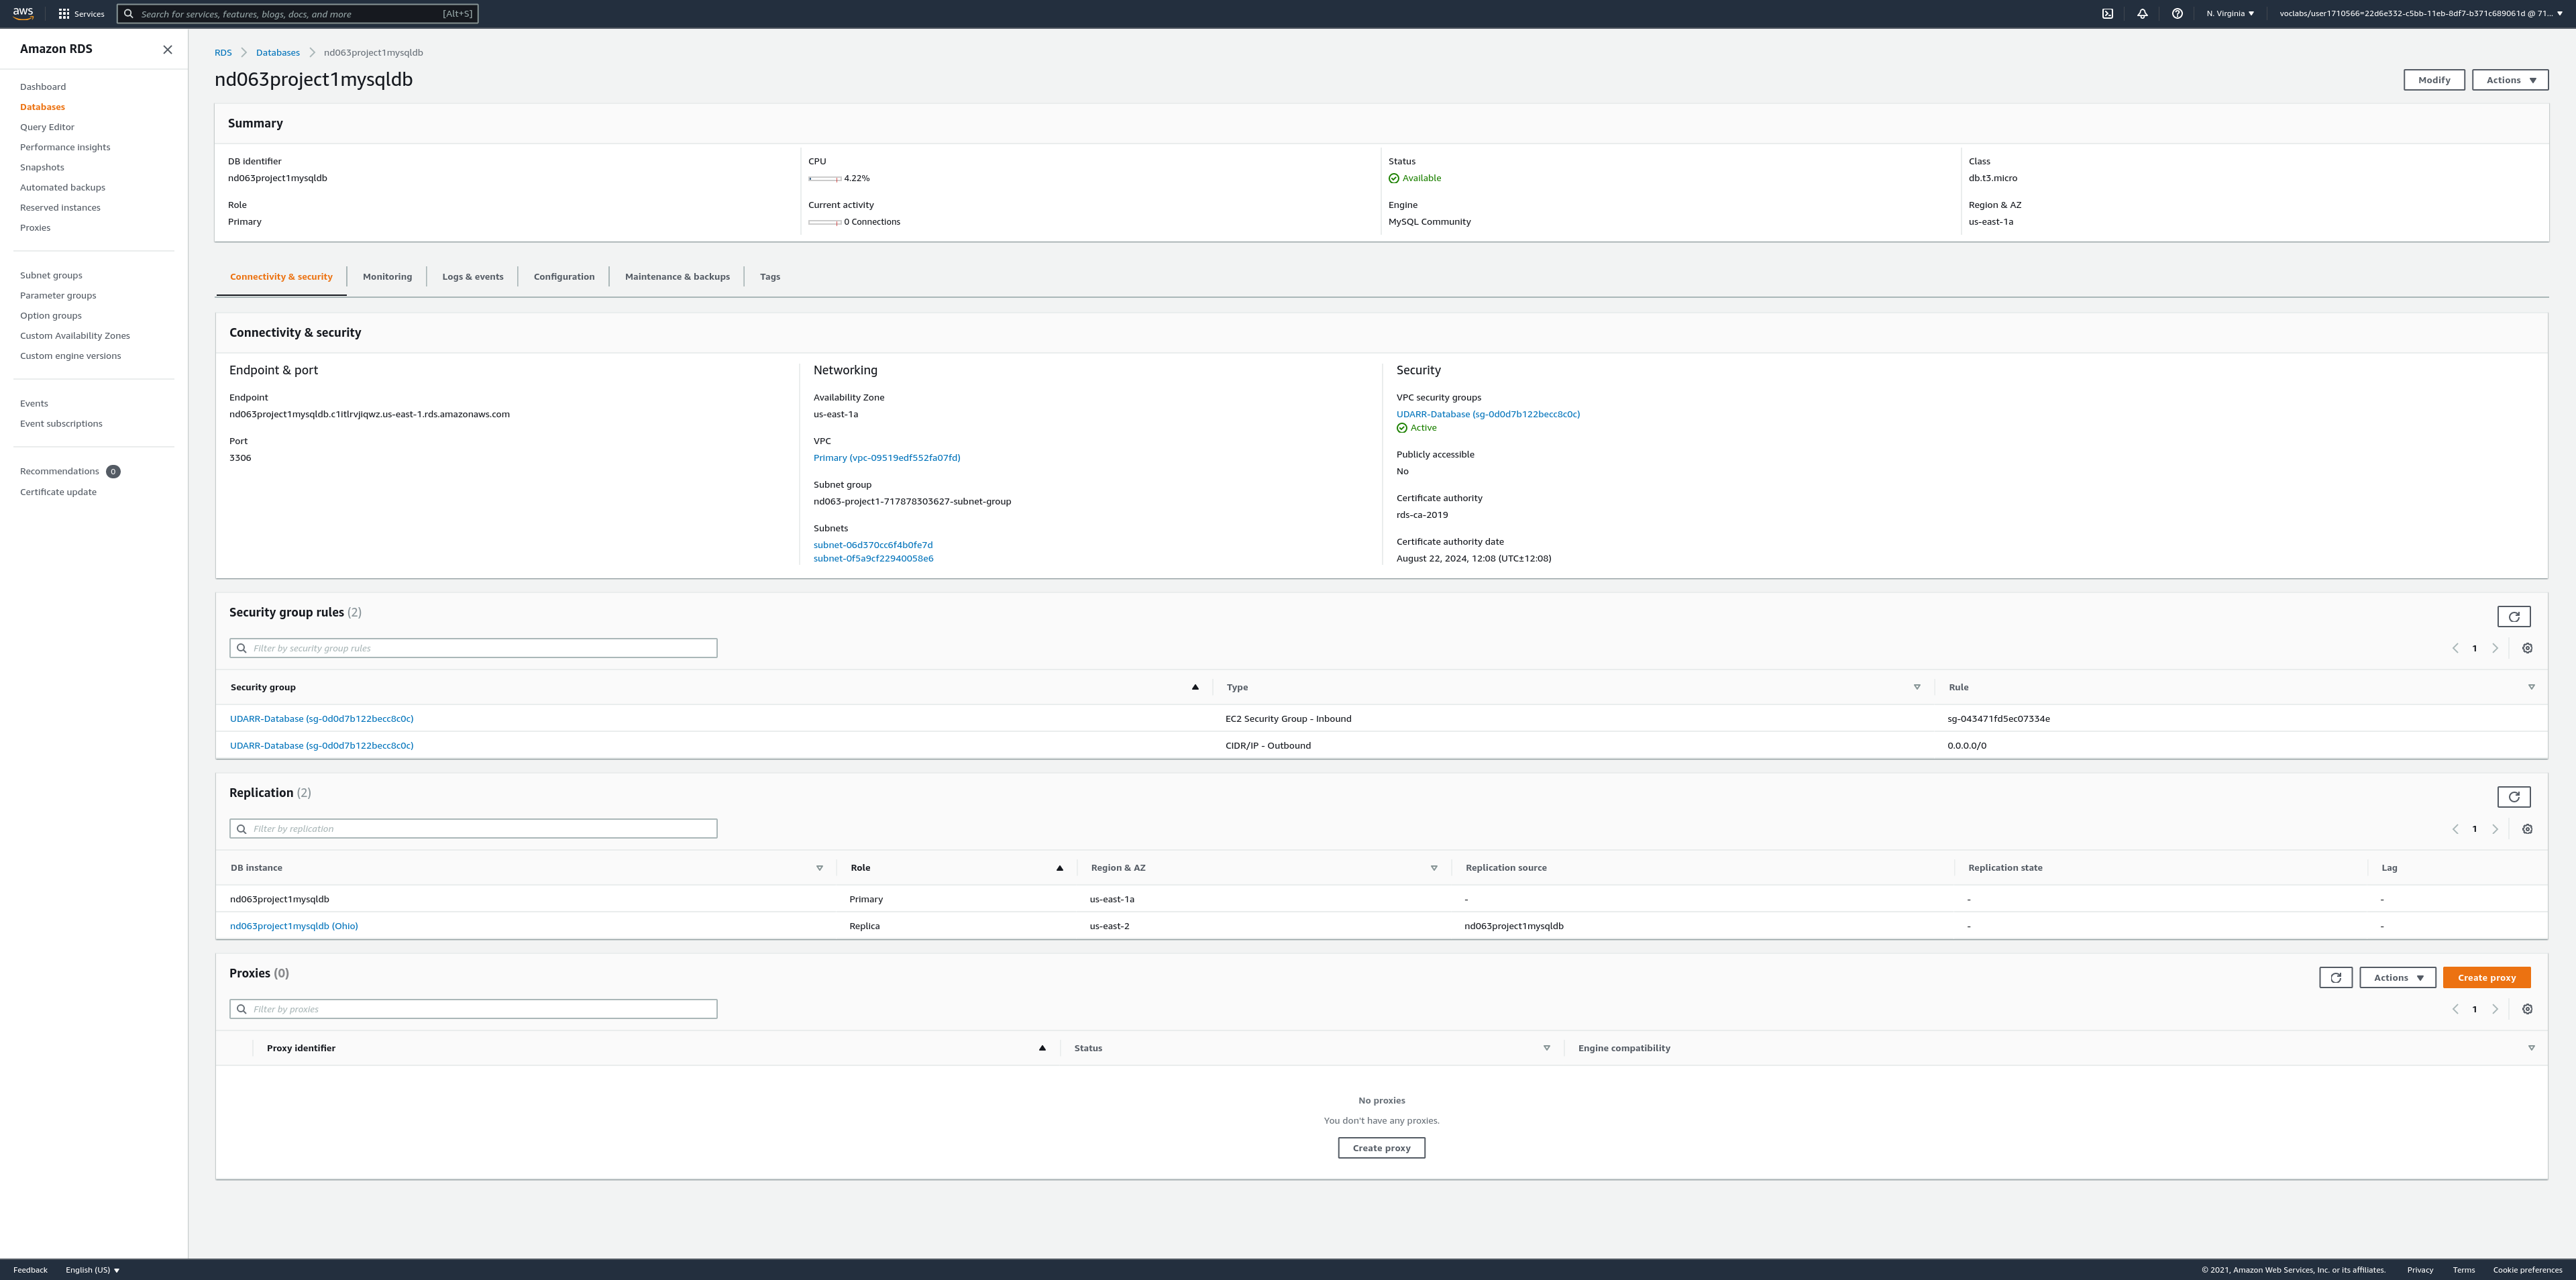 aws
Services
Search for services, features, blogs, docs, and more [Alt+S]
N. Virginia
voclabs/user1710566=22d6e332-c5bb-11eb-8df7-b371c689061d @ 71...
Amazon RDS
Dashboard
Databases
Query Editor
Performance insights
Snapshots
Automated backups
Reserved instances
Proxies
Subnet groups
Parameter groups
Option groups
Custom Availability Zones
Custom engine versions
Events
Event subscriptions
Recommendations 0
Certificate update
RDS Databases nd063project1mysqldb
nd063project1mysqldb
Modify Actions
Summary
DB identifier
nd063project1mysqldb
Role
Primary
CPU
4.22%
Current activity
0 Connections
Status
Available
Engine
MySQL Community
Class
db.t3.micro
Region & AZ
us-east-1a
Connectivity & security Monitoring Logs & events Configuration Maintenance & backups Tags
Connectivity & security
Endpoint & port
Endpoint
nd063project1mysqldb.c1itlrvjiqwz.us-east-1.rds.amazonaws.com
Port
3306
Networking
Availability Zone
us-east-1a
VPC
Primary (vpc-09519edf552fa07fd)
Subnet group
nd063-project1-717878303627-subnet-group
Subnets
subnet-06d370cc6f4b0fe7d
subnet-0f5a9cf22940058e6
Security
VPC security groups
UDARR-Database (sg-0d0d7b122becc8c0c)
Active
Publicly accessible
No
Certificate authority
rds-ca-2019
Certificate authority date
August 22, 2024, 12:08 (UTC±12:08)
Security group rules (2)
Filter by security group rules
1
Security group Type Rule
UDARR-Database (sg-0d0d7b122becc8c0c) EC2 Security Group - Inbound sg-043471fd5ec07334e
UDARR-Database (sg-0d0d7b122becc8c0c) CIDR/IP - Outbound 0.0.0.0/0
Replication (2)
Filter by replication
1
DB instance Role Region & AZ Replication source Replication state Lag
nd063project1mysqldb Primary us-east-1a - - -
nd063project1mysqldb (Ohio) Replica us-east-2 nd063project1mysqldb - -
Proxies (0)
Actions Create proxy
Filter by proxies
1
Proxy identifier Status Engine compatibility
No proxies
You don't have any proxies.
Create proxy
Feedback English (US)
© 2021, Amazon Web Services, Inc. or its affiliates. Privacy Terms Cookie preferences